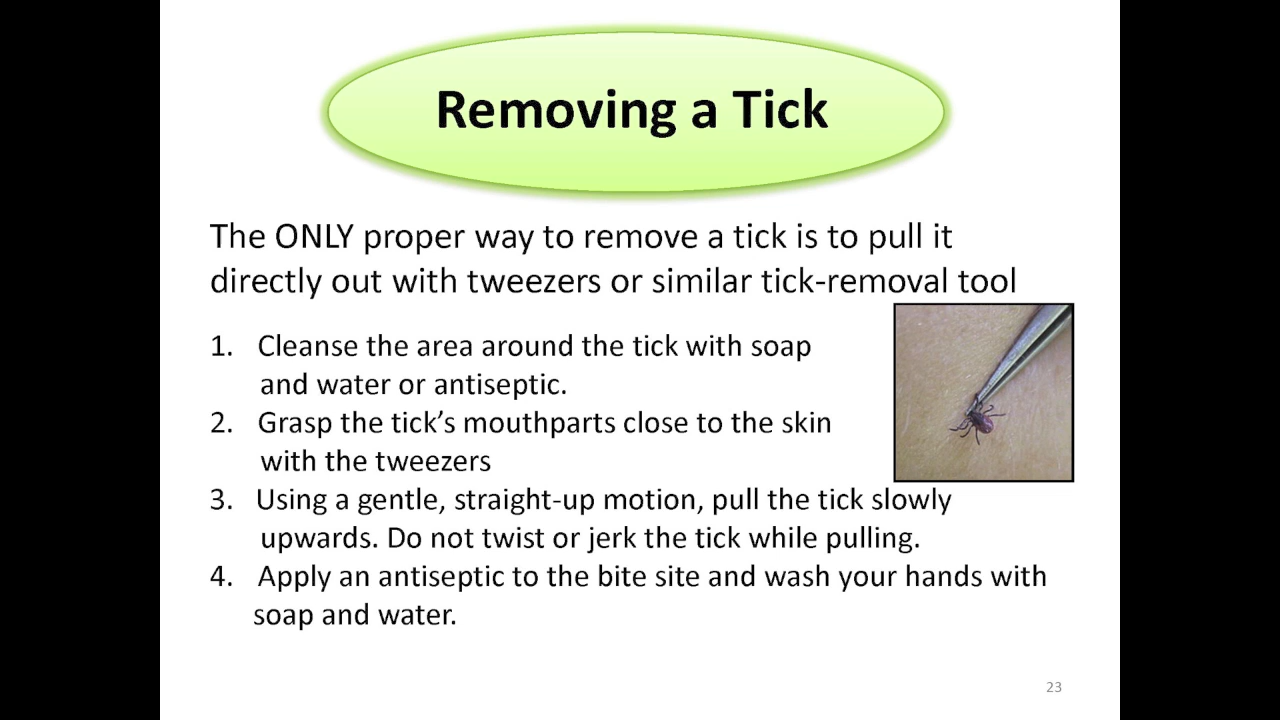 Removing a Tick
The ONLY proper way to remove a tick is to pull it
directly out with tweezers or similar tick-removal tool
1. Cleanse the area around the tick with soap
and water or antiseptic.
2. Grasp the tick’s mouthparts close to the skin
with the tweezers
3. Using a gentle, straight-up motion, pull the tick slowly
upwards. Do not twist or jerk the tick while pulling.
4. Apply an antiseptic to the bite site and wash your hands with
soap and water.
23